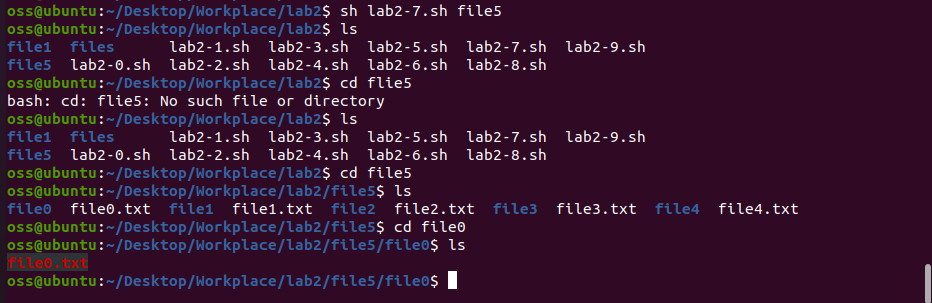 oss@ubuntu:~/Desktop/Workplace/lab2$ sh lab2-7.sh file5
oss@ubuntu:~/Desktop/Workplace/lab2$ ls
file1  files      lab2-1.sh  lab2-3.sh  lab2-5.sh  lab2-7.sh  lab2-9.sh
file5  lab2-0.sh  lab2-2.sh  lab2-4.sh  lab2-6.sh  lab2-8.sh
oss@ubuntu:~/Desktop/Workplace/lab2$ cd flie5
bash: cd: flie5: No such file or directory
oss@ubuntu:~/Desktop/Workplace/lab2$ ls
file1  files      lab2-1.sh  lab2-3.sh  lab2-5.sh  lab2-7.sh  lab2-9.sh
file5  lab2-0.sh  lab2-2.sh  lab2-4.sh  lab2-6.sh  lab2-8.sh
oss@ubuntu:~/Desktop/Workplace/lab2$ cd file5
oss@ubuntu:~/Desktop/Workplace/lab2/file5$ ls
file0  file0.txt  file1  file1.txt  file2  file2.txt  file3  file3.txt  file4  file4.txt
oss@ubuntu:~/Desktop/Workplace/lab2/file5$ cd file0
oss@ubuntu:~/Desktop/Workplace/lab2/file5/file0$ ls
file0.txt
oss@ubuntu:~/Desktop/Workplace/lab2/file5/file0$